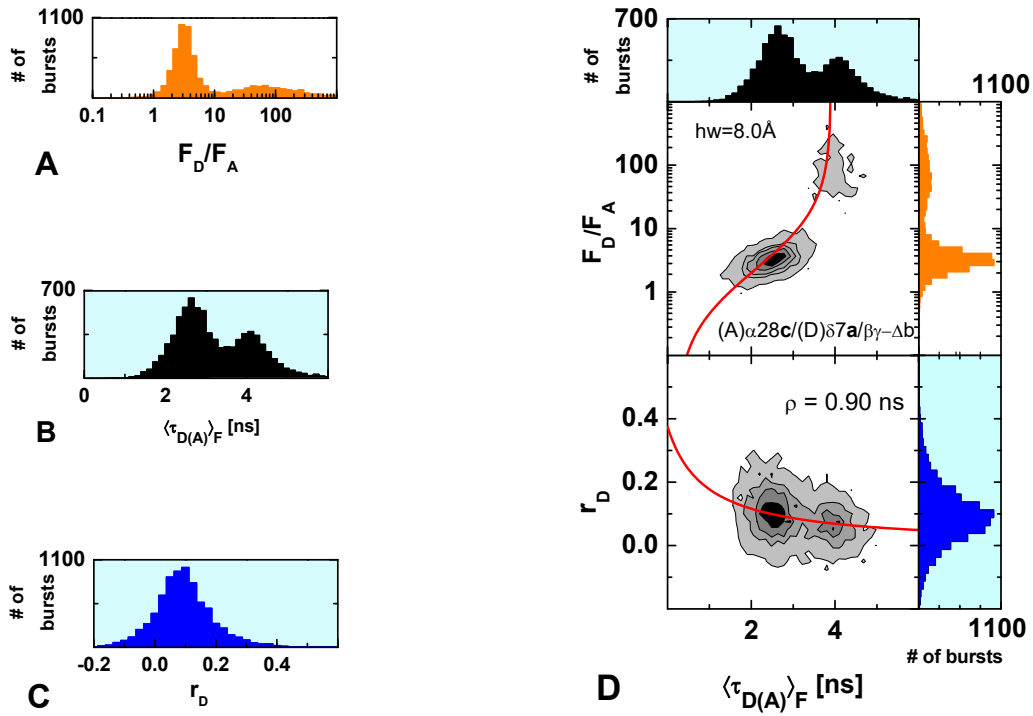 1100
# of
bursts
0.1 1 10 100
F_D/F_A
A
700
# of
bursts
0 2 4
⟨τ_D(A)⟩_F [ns]
B
1100
# of
bursts
-0.2 0.0 0.2 0.4
r_D
C
700
# of
bursts
1100
hw=8.0Å
100
10
1
F_D/F_A
(A)α28c/(D)δ7a/βγ−Δb
ρ = 0.90 ns
0.4
0.2
0.0
r_D
2 4
1100
# of bursts
D
⟨τ_D(A)⟩_F [ns]